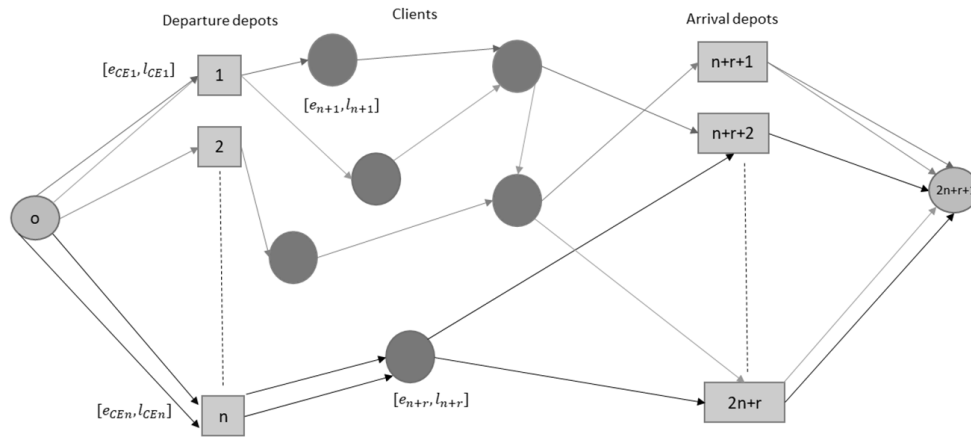 Departure depots
Clients
Arrival depots
[e_{CE1}, l_{CE1}]
1
[e_{n+1}, l_{n+1}]
n+r+1
2
n+r+2
o
2n+r+1
[e_{CEn}, l_{CEn}]
n
[e_{n+r}, l_{n+r}]
2n+r